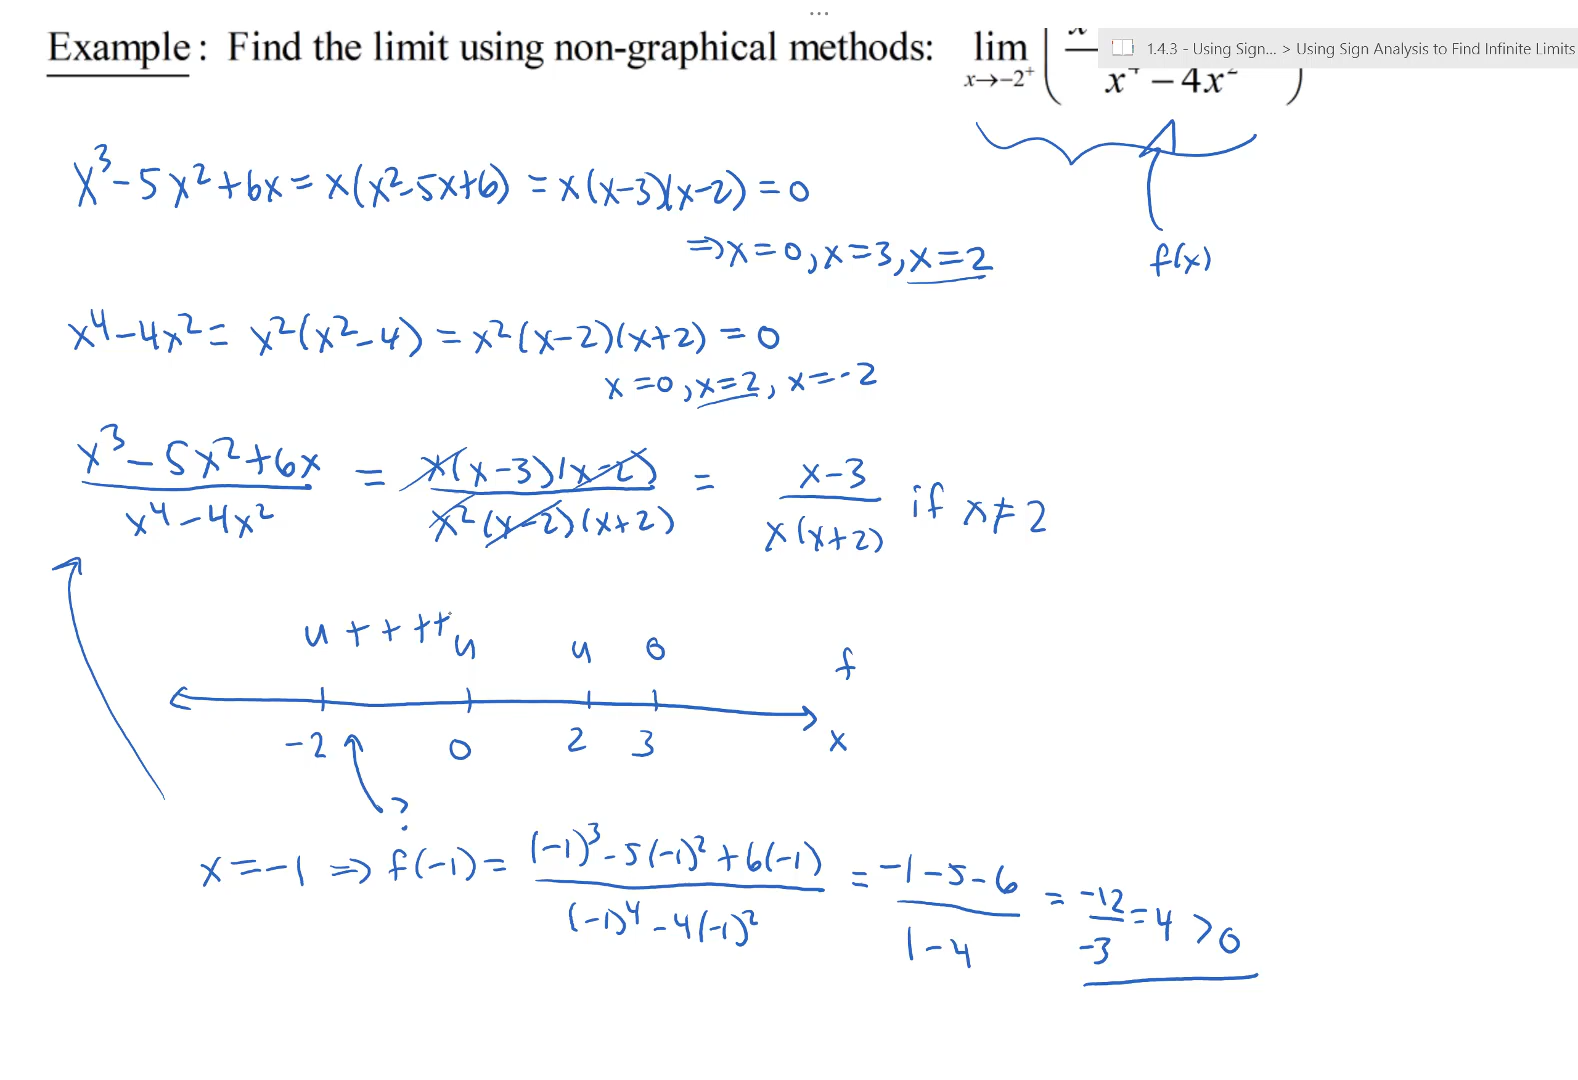 ...
Example: Find the limit using non-graphical methods: lim x→-2⁺ ( x⁴ - 4x² )
1.4.3 - Using Sign... > Using Sign Analysis to Find Infinite Limits
x³-5x²+6x = x(x²-5x+6) = x(x-3)(x-2) = 0
⇒ x=0, x=3, x=2
f(x)
x⁴-4x² = x²(x²-4) = x²(x-2)(x+2) = 0
x=0, x=2, x=-2
(x³-5x²+6x)/(x⁴-4x²) = x(x-3)(x-2)/(x²(x-2)(x+2)) = (x-3)/(x(x+2)) if x≠2
u + + + + u u 0 f
-2 0 2 3 x
?
x=-1 ⇒ f(-1) = ((-1)³-5(-1)²+6(-1))/((-1)⁴-4(-1)²) = (-1-5-6)/(1-4) = -12/-3 = 4 > 0